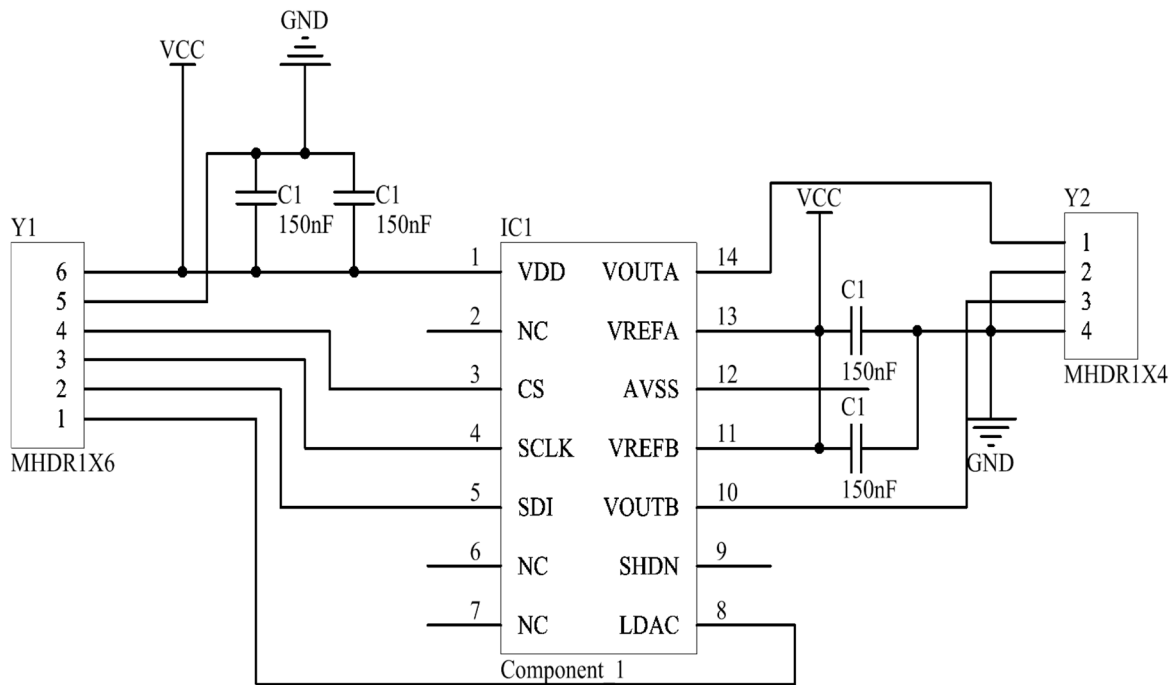 GND
VCC
C1
150nF
C1
150nF
Y1
6
5
4
3
2
1
MHDR1X6
IC1
1 VDD VOUTA 14
2 NC VREFA 13
3 CS AVSS 12
4 SCLK VREFB 11
5 SDI VOUTB 10
6 NC SHDN 9
7 NC LDAC 8
Component_1
VCC
C1
150nF
C1
150nF
Y2
1
2
3
4
MHDR1X4
GND